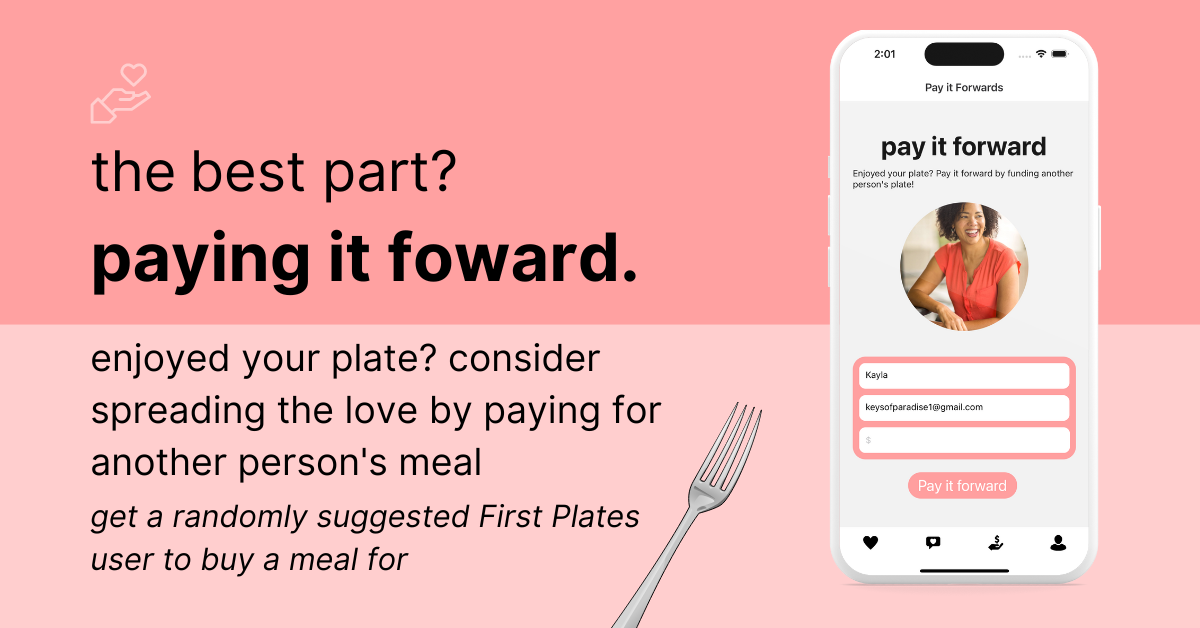 the best part?
paying it foward.
enjoyed your plate? consider
spreading the love by paying for
another person's meal
get a randomly suggested First Plates
user to buy a meal for
2:01
Pay it Forwards
pay it forward
Enjoyed your plate? Pay it forward by funding another
person's plate!
Kayla
keysofparadise1@gmail.com
$
Pay it forward